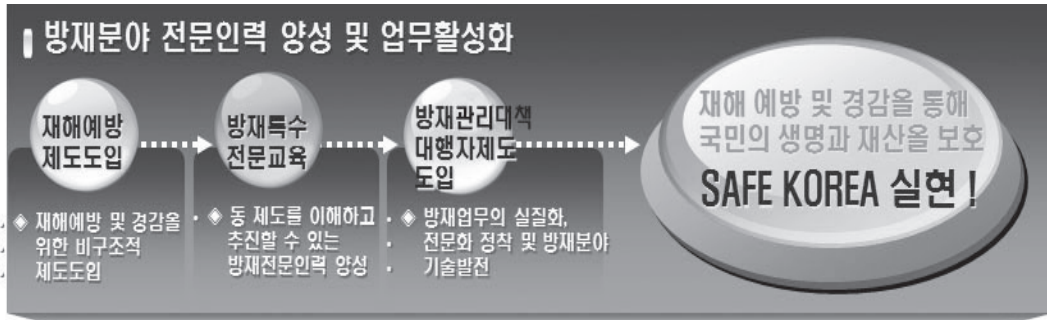 방재분야 전문인력 양성 및 업무활성화
재해예방
제도도입
방재특수
전문교육
방재관리대책
대행자제도
도입
◈ 재해예방 및 경감을
위한 비구조적
제도도입
◈ 동 제도를 이해하고
추진할 수 있는
방재전문인력 양성
◈ 방재업무의 실질화,
전문화 정착 및 방재분야
기술발전
재해 예방 및 경감을 통해
국민의 생명과 재산을 보호
SAFE KOREA 실현 !